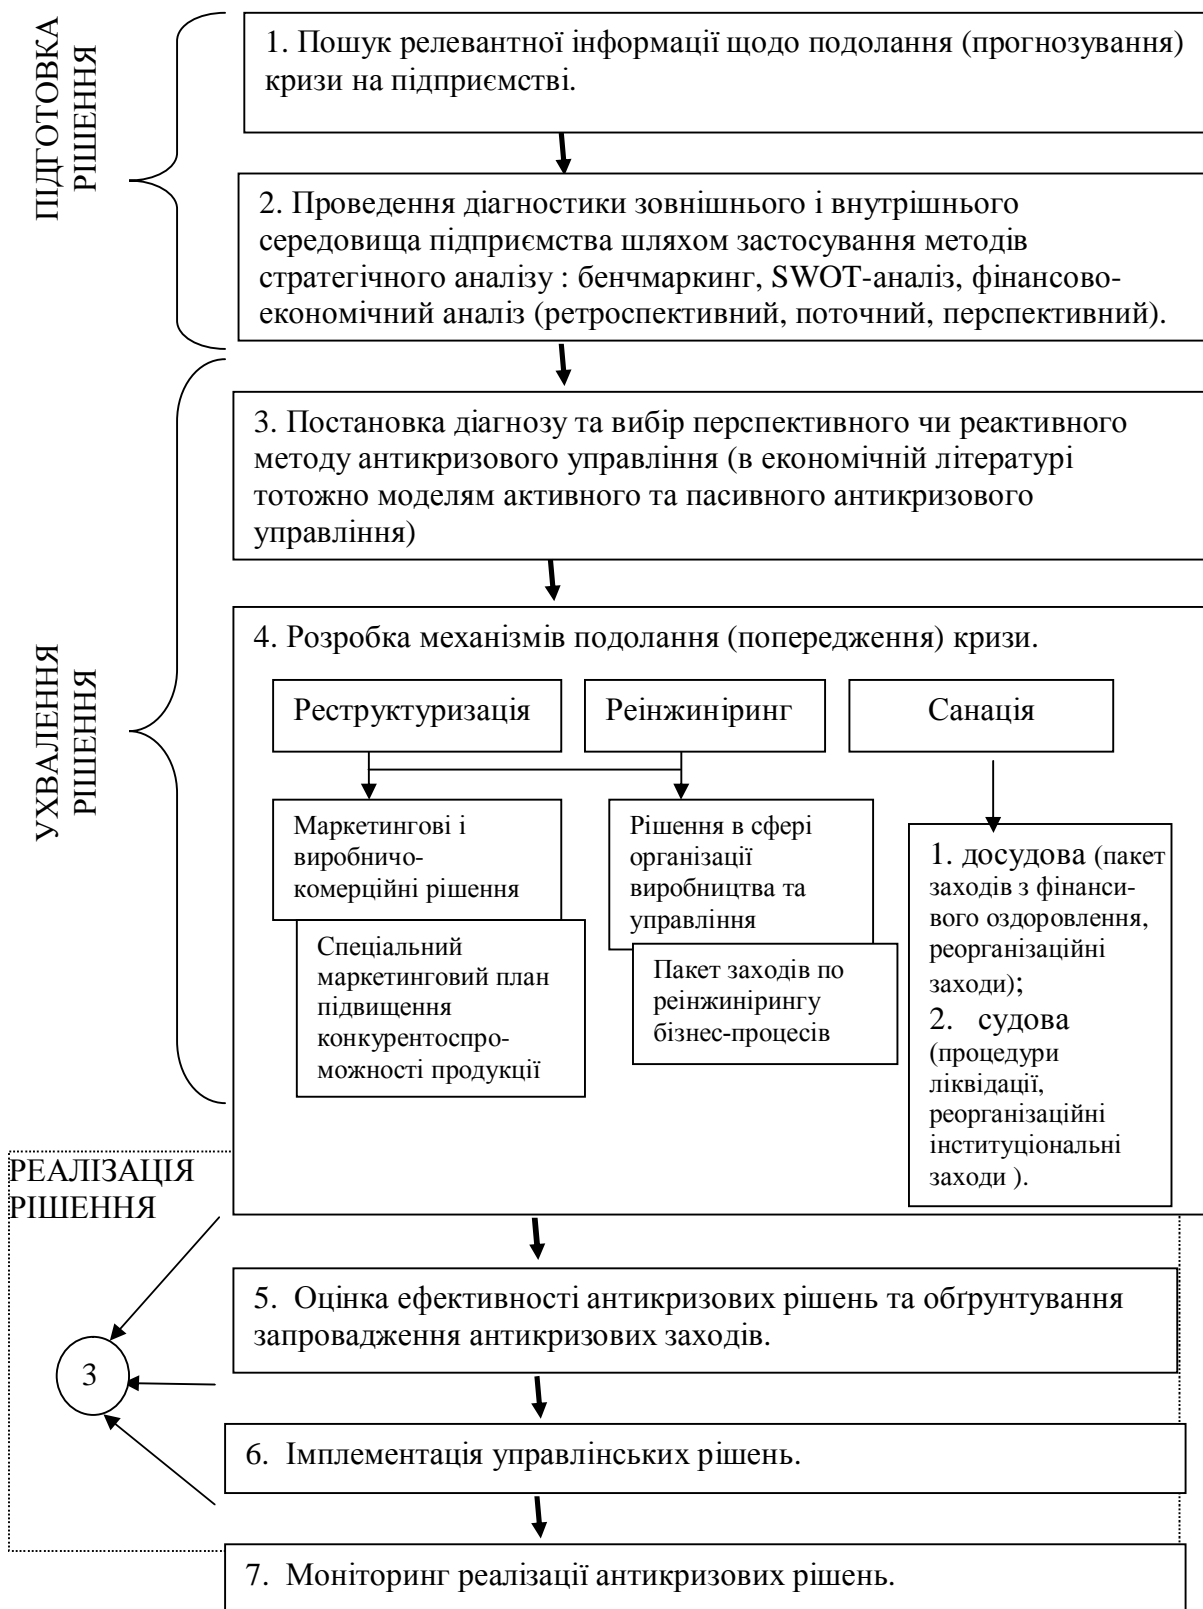 ПІДГОТОВКА
РІШЕННЯ
1. Пошук релевантної інформації щодо подолання (прогнозування)
кризи на підприємстві.
2. Проведення діагностики зовнішнього і внутрішнього
середовища підприємства шляхом застосування методів
стратегічного аналізу : бенчмаркинг, SWOT-аналіз, фінансово-
економічний аналіз (ретроспективний, поточний, перспективний).
УХВАЛЕННЯ
РІШЕННЯ
3. Постановка діагнозу та вибір перспективного чи реактивного
методу антикризового управління (в економічній літературі
тотожно моделям активного та пасивного антикризового
управління)
4. Розробка механізмів подолання (попередження) кризи.
Реструктуризація
Реінжиніринг
Санація
Маркетингові і
виробничо-
комерційні рішення
Спеціальний
маркетинговий план
підвищення
конкурентоспро-
можності продукції
Рішення в сфері
організації
виробництва та
управління
Пакет заходів по
реінжинірингу
бізнес-процесів
1. досудова (пакет
заходів з фінанси-
вого оздоровлення,
реорганізаційні
заходи);
2. судова
(процедури
ліквідації,
реорганізаційні
інституціональні
заходи ).
РЕАЛІЗАЦІЯ
РІШЕННЯ
3
5. Оцінка ефективності антикризових рішень та обґрунтування
запровадження антикризових заходів.
6. Імплементація управлінських рішень.
7. Моніторинг реалізації антикризових рішень.